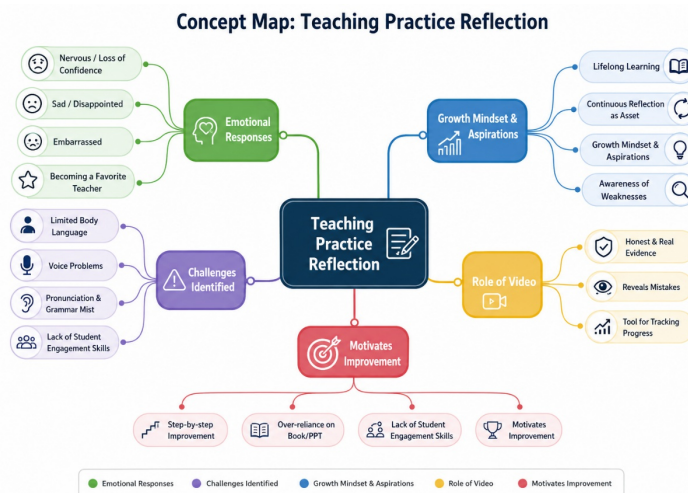 Concept Map: Teaching Practice Reflection
Nervous / Loss of
Confidence
Sad / Disappointed
Embarrassed
Becoming a Favorite
Teacher
Emotional
Responses
Growth Mindset &
Aspirations
Lifelong Learning
Continuous Reflection
as Asset
Growth Mindset &
Aspirations
Awareness of
Weaknesses
Teaching
Practice
Reflection
Limited Body
Language
Voice Problems
Pronunciation &
Grammar Mist
Lack of Student
Engagement Skills
Challenges
Identified
Role of Video
Honest & Real
Evidence
Reveals Mistakes
Tool for Tracking
Progress
Motivates
Improvement
Step-by-step
Improvement
Over-reliance on
Book/PPT
Lack of Student
Engagement Skills
Motivates
Improvement
Emotional Responses
Challenges Identified
Growth Mindset & Aspirations
Role of Video
Motivates Improvement